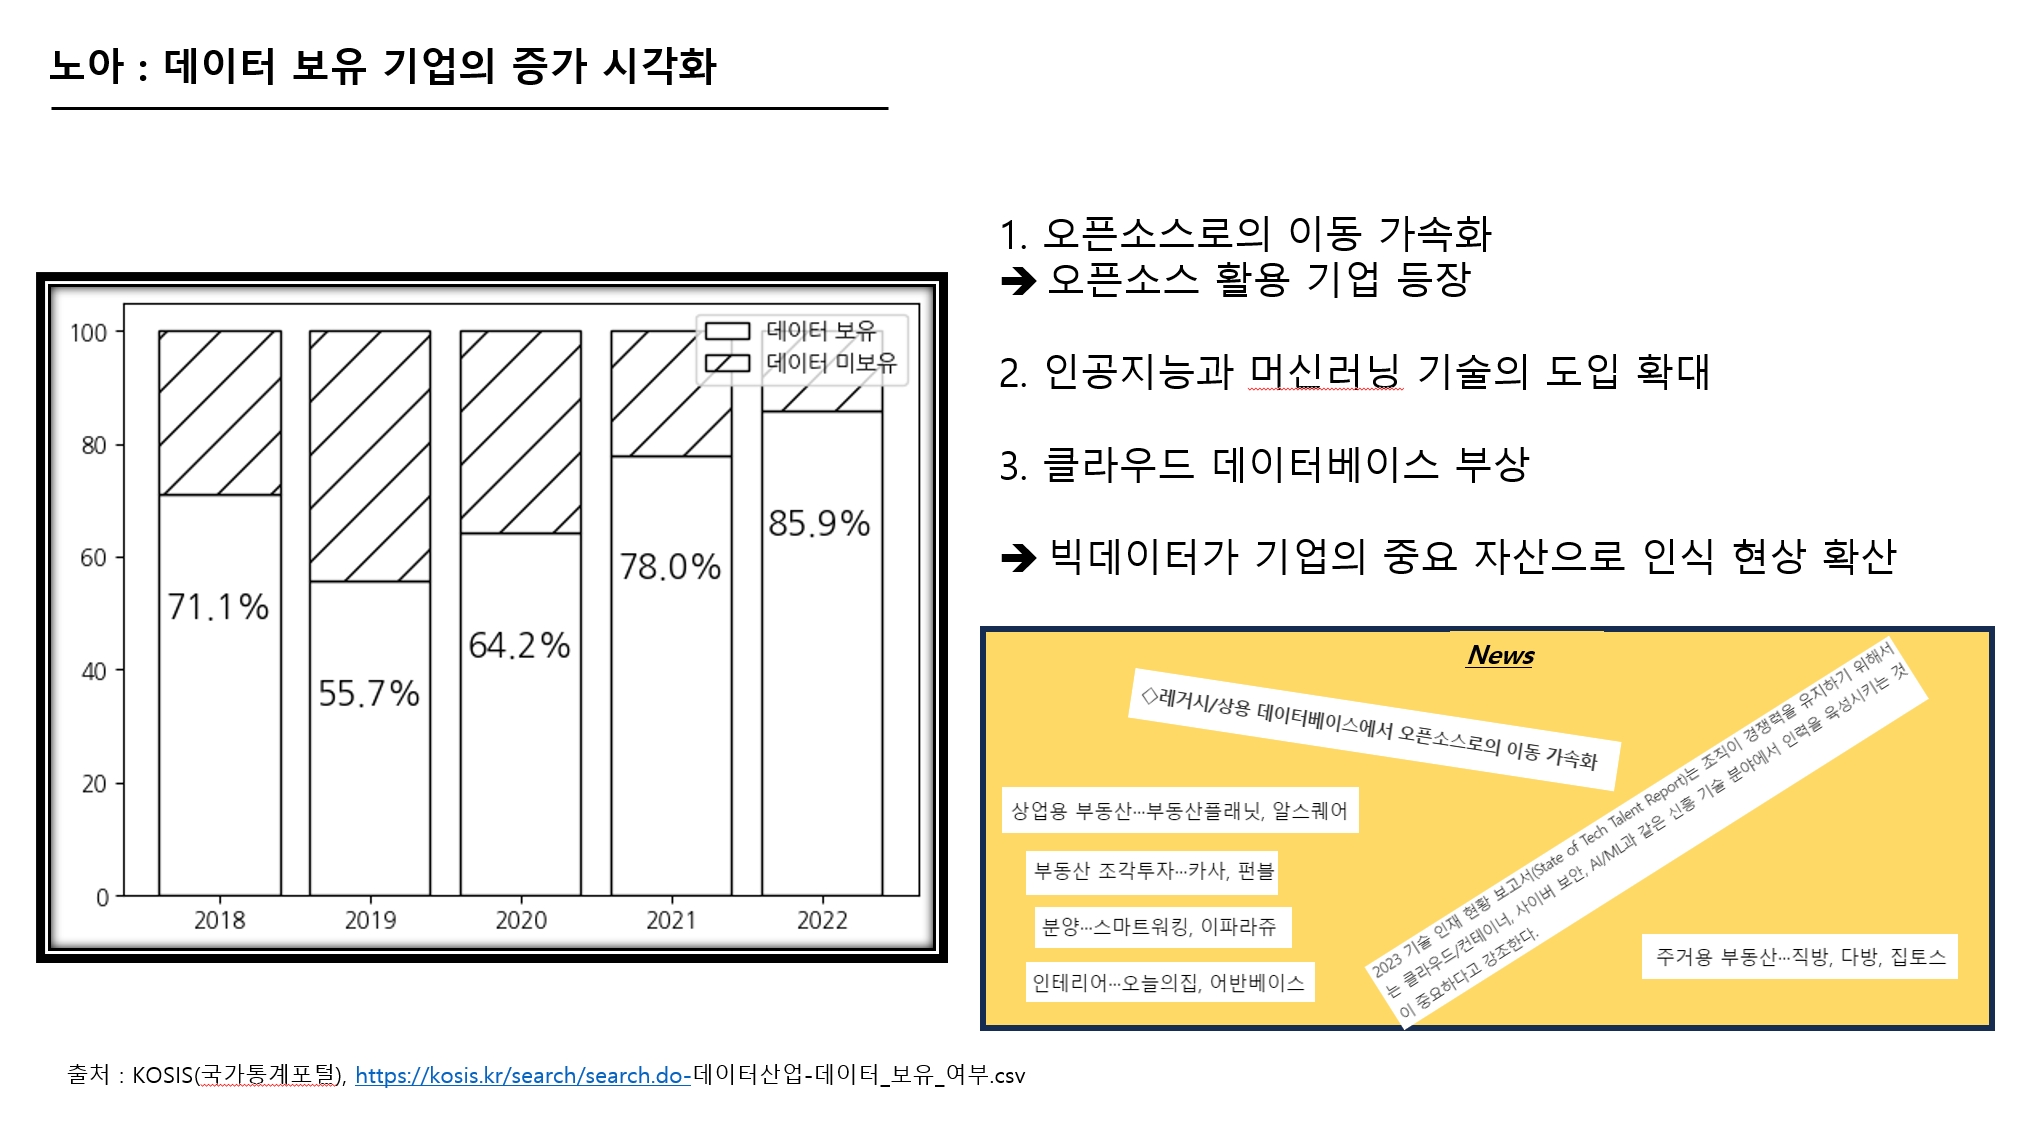 노아 : 데이터 보유 기업의 증가 시각화
100
80
60
40
20
0
데이터 보유
데이터 미보유
71.1%
55.7%
64.2%
78.0%
85.9%
2018
2019
2020
2021
2022
1. 오픈소스로의 이동 가속화
➔ 오픈소스 활용 기업 등장
2. 인공지능과 머신러닝 기술의 도입 확대
3. 클라우드 데이터베이스 부상
➔ 빅데이터가 기업의 중요 자산으로 인식 현상 확산
News
◇레거시/상용 데이터베이스에서 오픈소스로의 이동 가속화
상업용 부동산…부동산플래닛, 알스퀘어
부동산 조각투자…카사, 펀블
분양…스마트워킹, 이파라쥬
인테리어…오늘의집, 어반베이스
2023 기술 인재 현황 보고서(State of Tech Talent Report)는 조직이 경쟁력을 유지하기 위해서
는 클라우드/컨테이너, 사이버 보안, AI/ML과 같은 신흥 기술 분야에서 인력을 육성시키는 것
이 중요하다고 강조한다.
주거용 부동산…직방, 다방, 집토스
출처 : KOSIS(국가통계포털), https://kosis.kr/search/search.do-데이터산업-데이터_보유_여부.csv